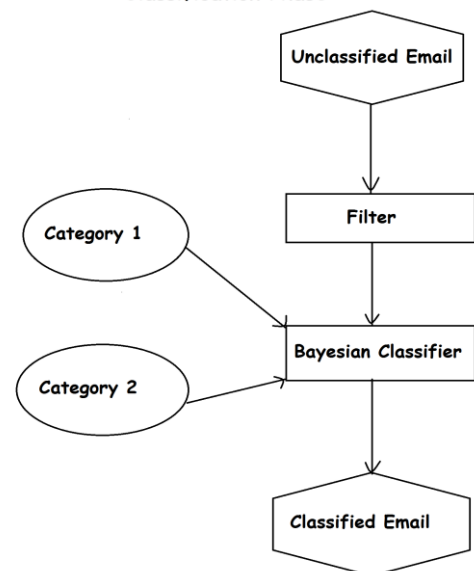 Unclassified Email
Filter
Category 1
Bayesian Classifier
Category 2
Classified Email